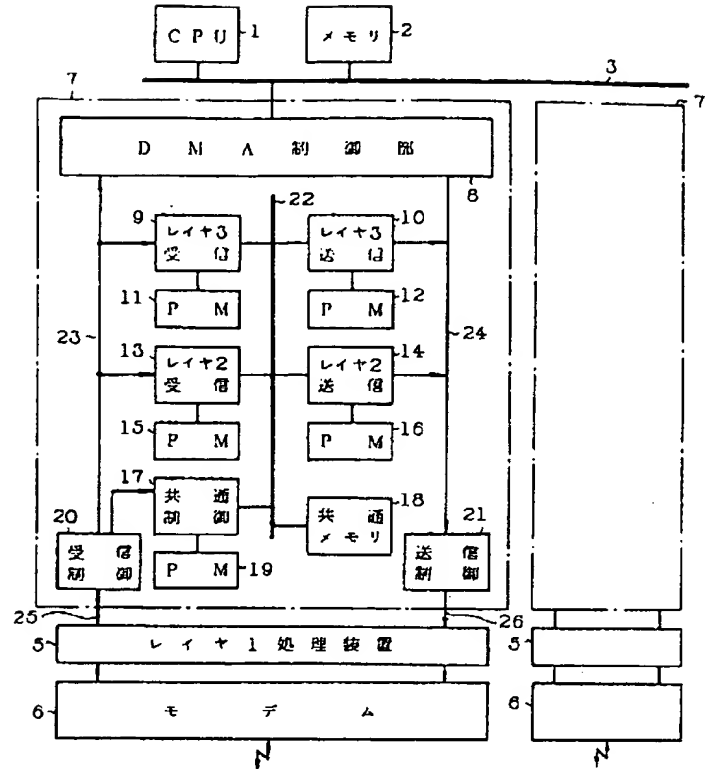 CPU 1
メモリ 2
3
7
7
DMA制御部
8
22
9
レイヤ3
受信
10
レイヤ3
送信
11
PM
12
PM
23
24
13
レイヤ2
受信
14
レイヤ2
送信
15
PM
16
PM
17
共通
制御
18
共通
メモリ
19
PM
20
受信
制御
21
送信
制御
25
26
5
レイヤ1処理装置
5
6
モデム
6